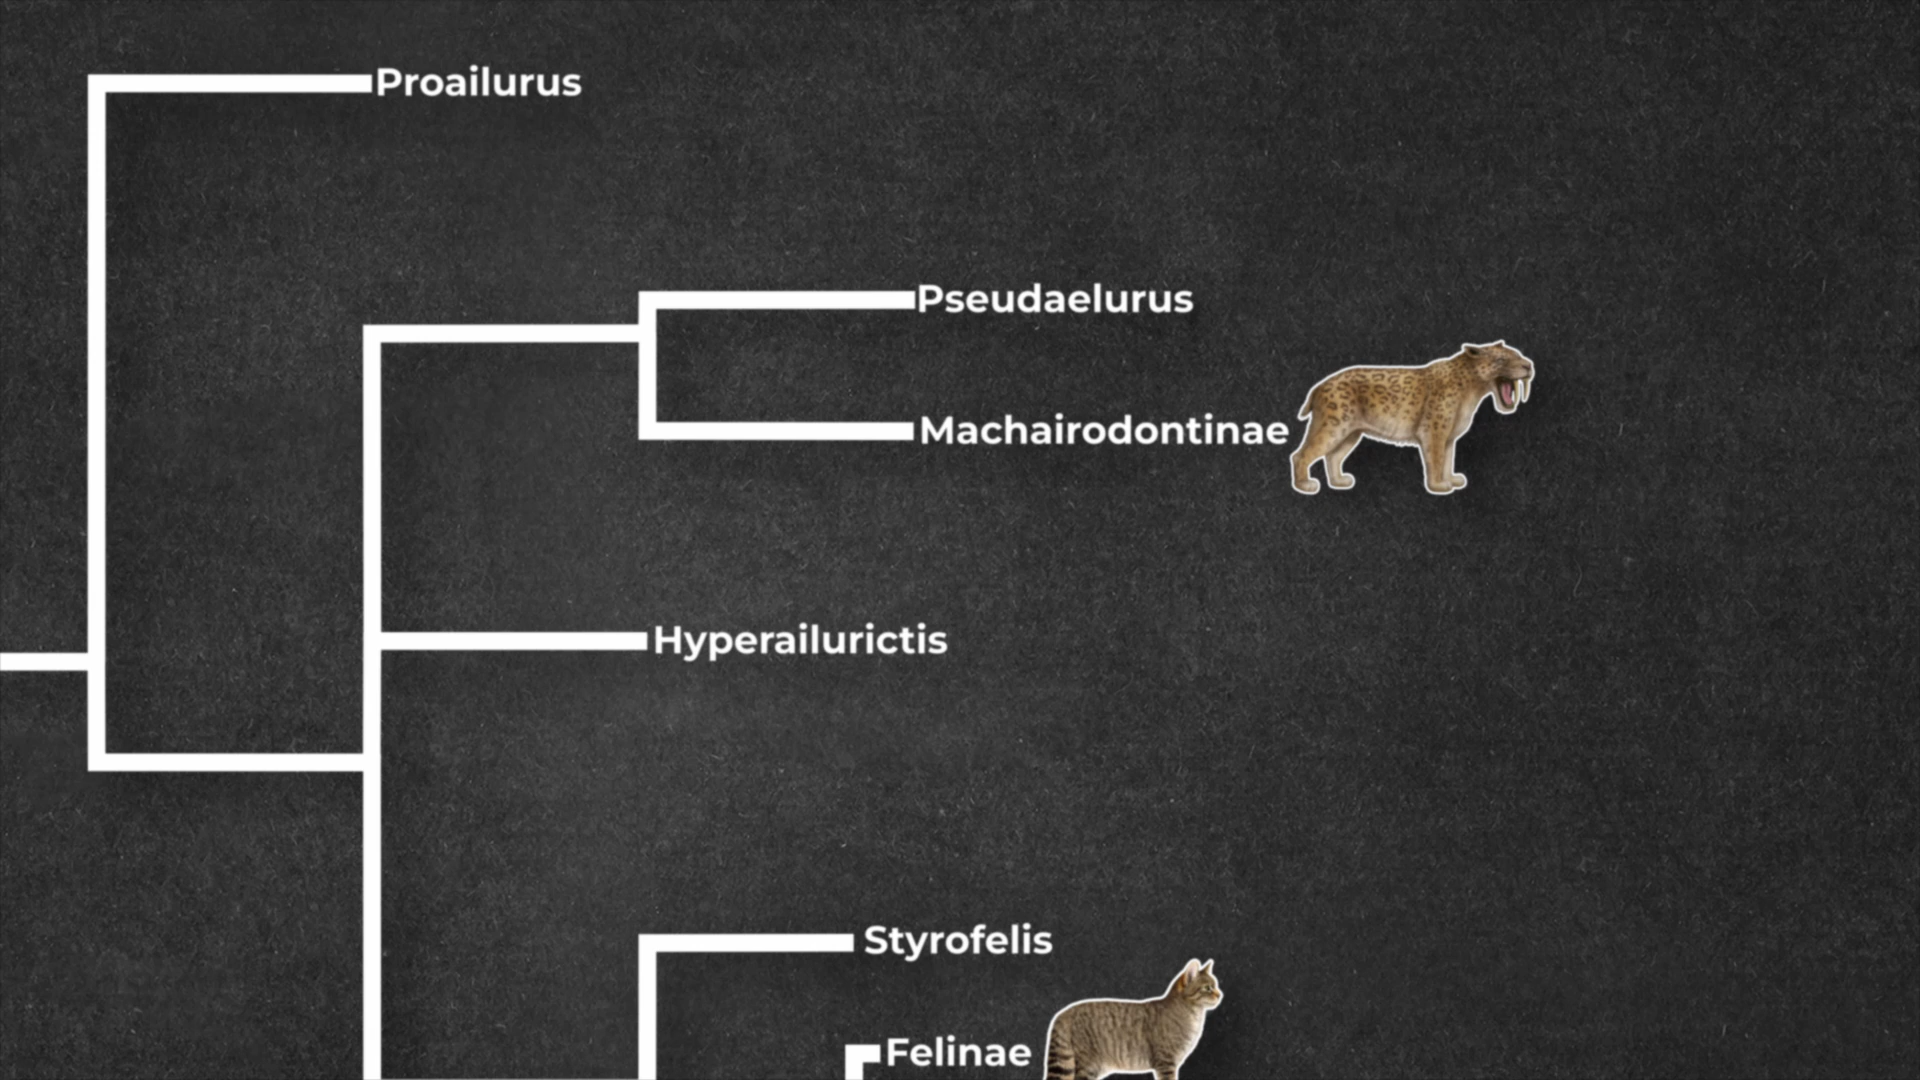 Proailurus
Pseudaelurus
Machairodontinae
Hyperailurictis
Styrofelis
Felinae